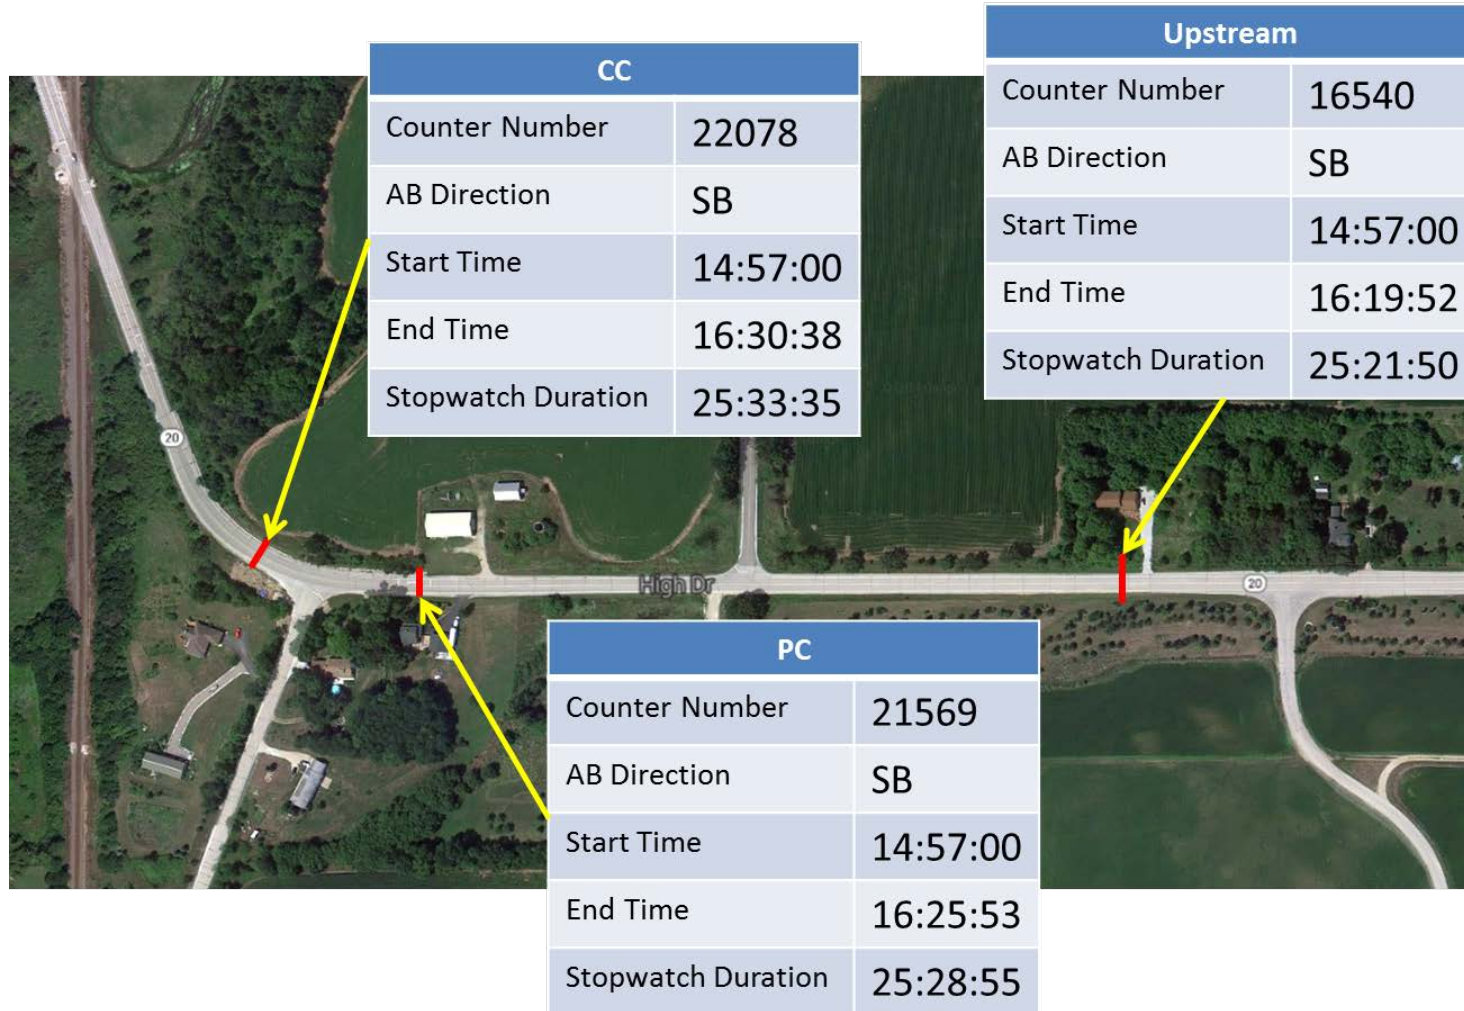 CC
Counter Number 22078
AB Direction SB
Start Time 14:57:00
End Time 16:30:38
Stopwatch Duration 25:33:35
Upstream
Counter Number 16540
AB Direction SB
Start Time 14:57:00
End Time 16:19:52
Stopwatch Duration 25:21:50
20
High Dr
20
PC
Counter Number 21569
AB Direction SB
Start Time 14:57:00
End Time 16:25:53
Stopwatch Duration 25:28:55